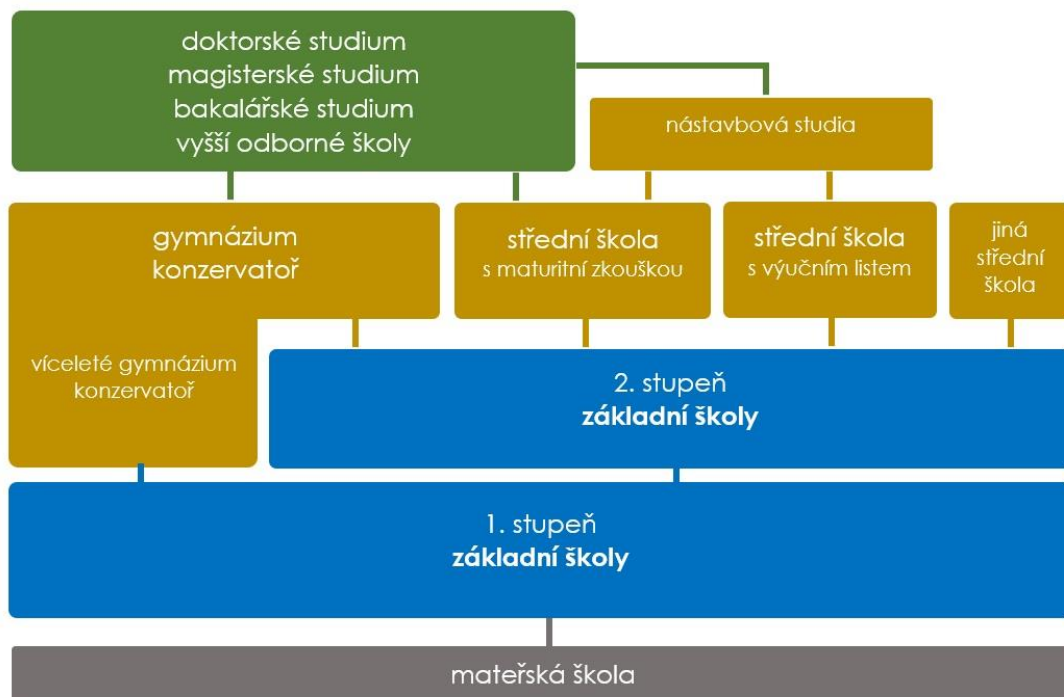 doktorské studium
magisterské studium
bakalářské studium
vyšší odborné školy
nástavbová studia
gymnázium
konzervatoř
střední škola
s maturitní zkouškou
střední škola
s výučním listem
jiná
střední
škola
víceleté gymnázium
konzervatoř
2. stupeň
základní školy
1. stupeň
základní školy
mateřská škola